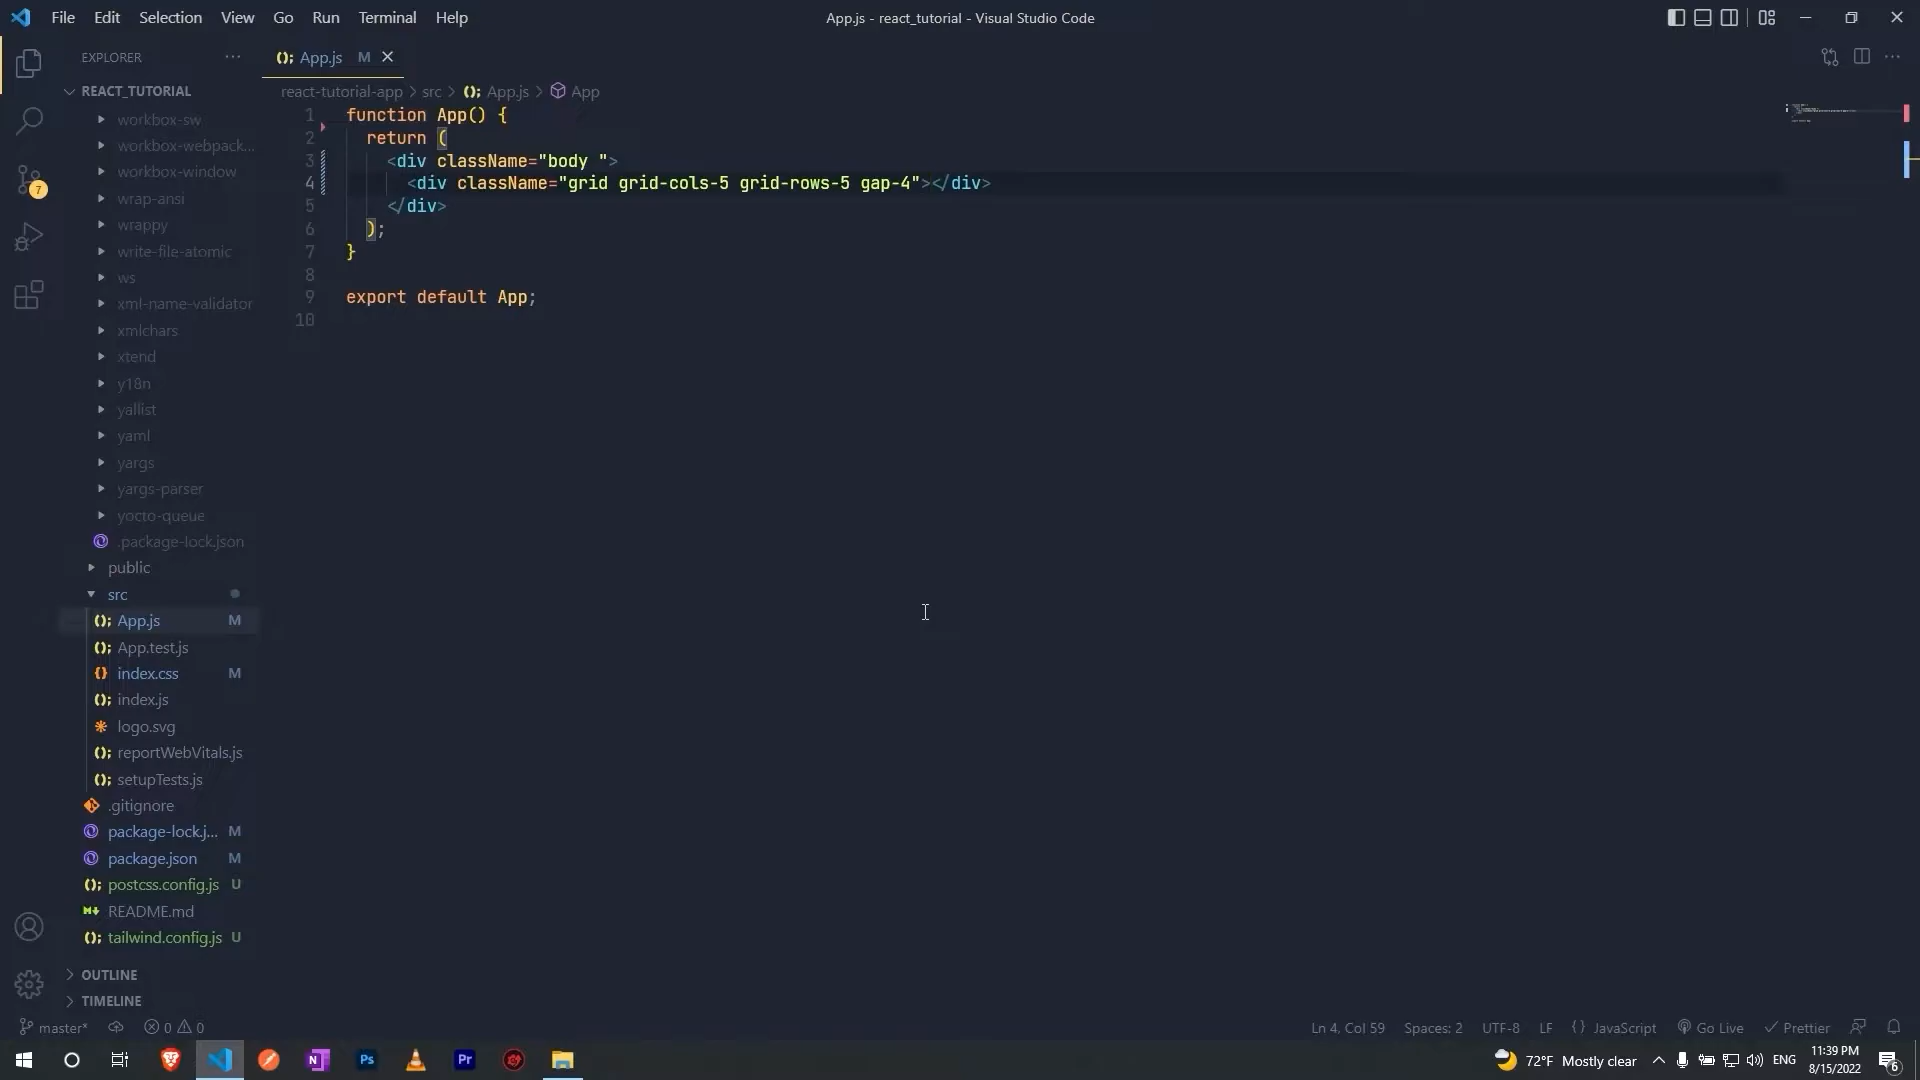 File Edit Selection View Go Run Terminal Help
App.js - react_tutorial - Visual Studio Code
EXPLORER
App.js M
REACT_TUTORIAL
react-tutorial-app > src > App.js > App
workbox-sw
workbox-webpack...
workbox-window
wrap-ansi
wrappy
write-file-atomic
ws
xml-name-validator
xmlchars
xtend
y18n
yallist
yaml
yargs
yargs-parser
yocto-queue
.package-lock.json
public
src
App.js M
App.test.js
index.css M
index.js
logo.svg
reportWebVitals.js
setupTests.js
.gitignore
package-lock.j... M
package.json M
postcss.config.js U
README.md
tailwind.config.js U
OUTLINE
TIMELINE
7
1 function App() {
2 return (
3 <div className="body ">
4 <div className="grid grid-cols-5 grid-rows-5 gap-4"></div>
5 </div>
6 );
7 }
8
9 export default App;
10
master* 0 0
Ln 4, Col 59 Spaces: 2 UTF-8 LF {} JavaScript Go Live Prettier
N Ps Pr
72°F Mostly clear ENG
11:39 PM
8/15/2022
6